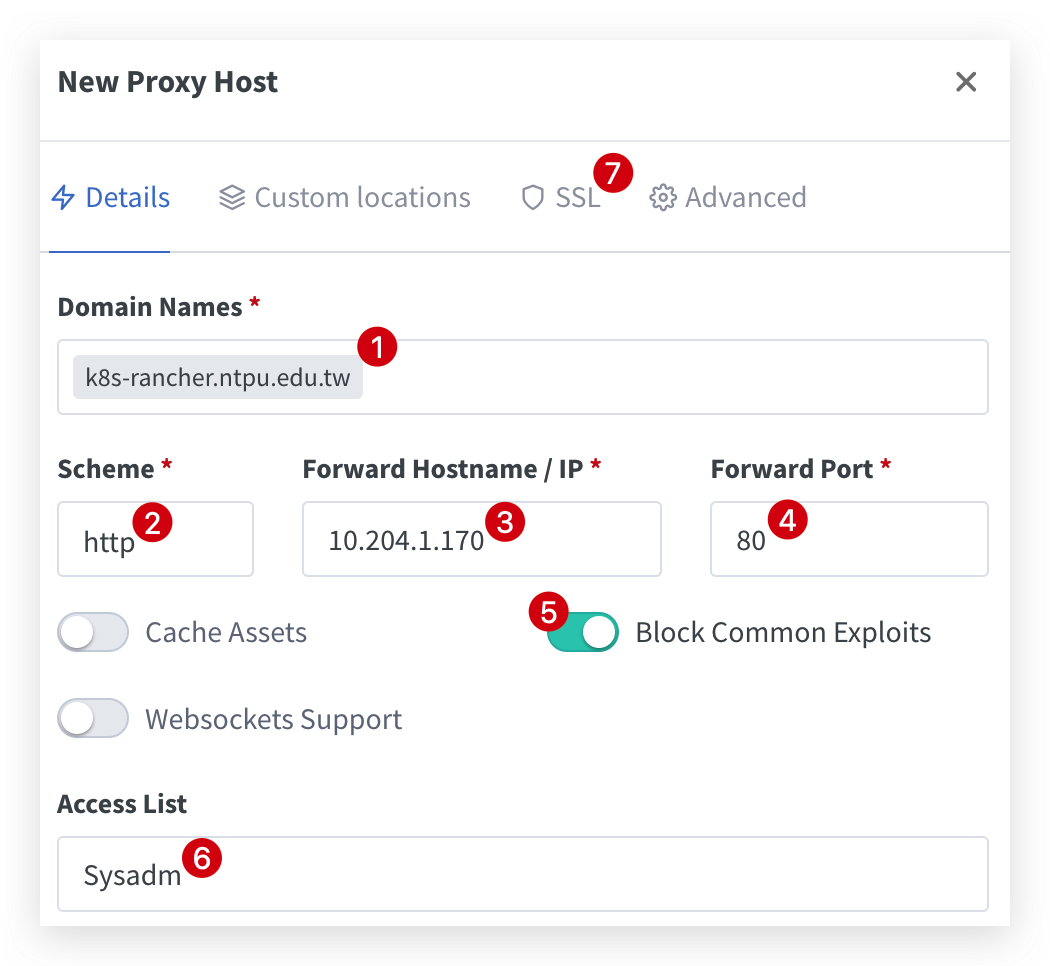 New Proxy Host
Details Custom locations SSL 7 Advanced
Domain Names *
k8s-rancher.ntpu.edu.tw 1
Scheme * Forward Hostname / IP * Forward Port *
http 2 10.204.1.170 3 80 4
Cache Assets 5 Block Common Exploits
Websockets Support
Access List
Sysadm 6